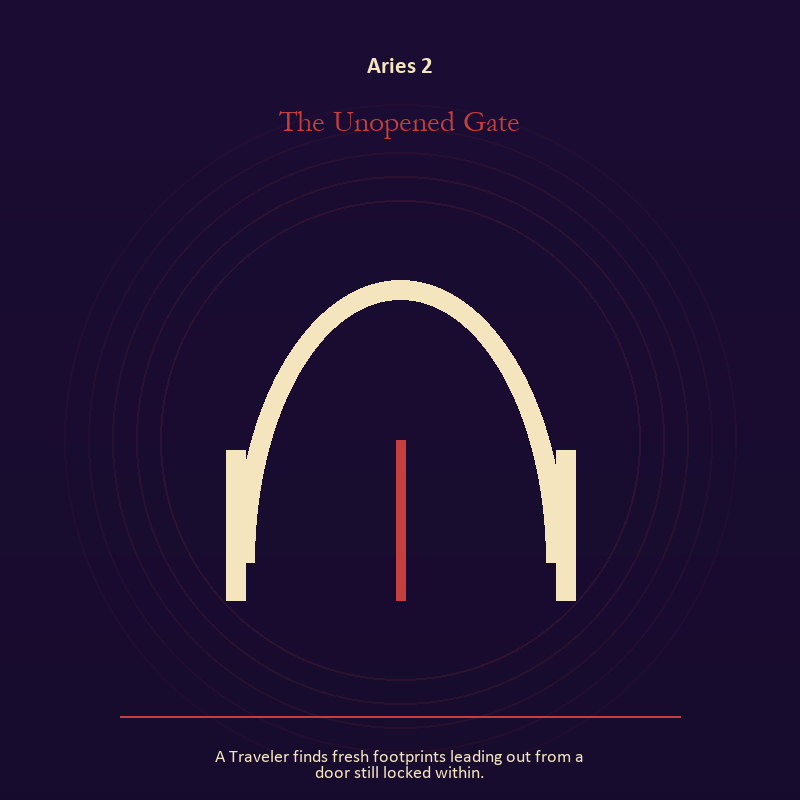 Aries 2
The Unopened Gate
A Traveler finds fresh footprints leading out from a
door still locked within.